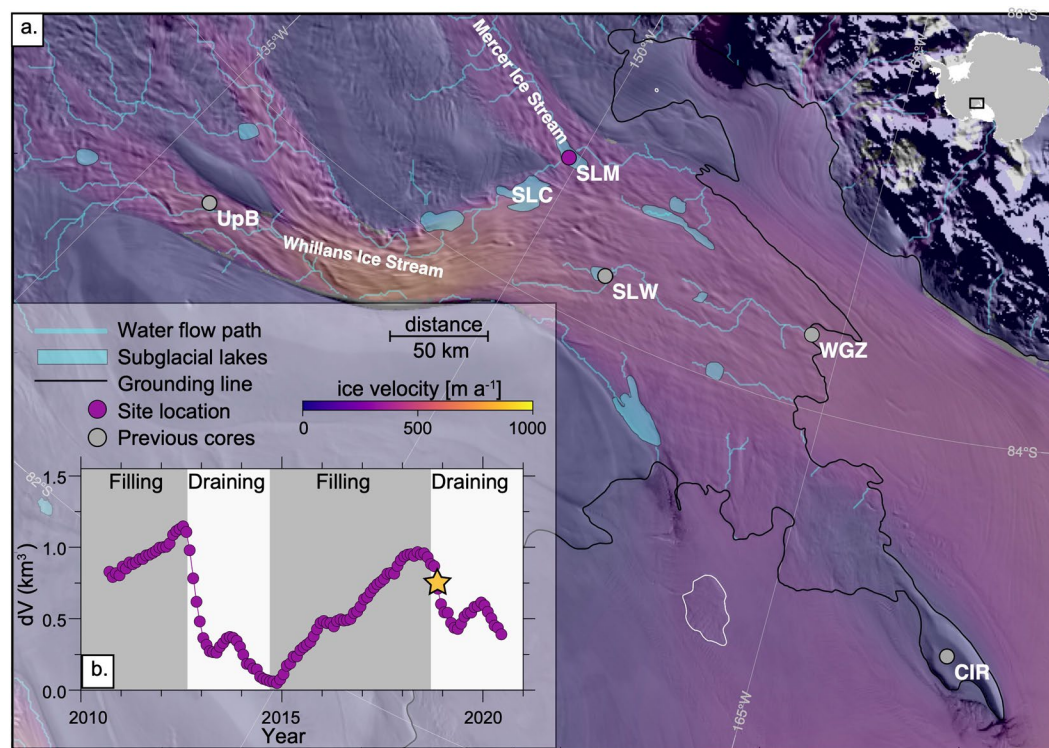 a.
135°W
Mercer Ice Stream
150°W
165°W
SLM
SLC
UpB
Whillans Ice Stream
SLW
WGZ
84°S
CIR
165°W
82°S
Water flow path
Subglacial lakes
Grounding line
Site location
Previous cores
distance
50 km
ice velocity [m a⁻¹]
0 500 1000
Filling Draining Filling Draining
1.5
1.0
0.5
0.0
dV (km³)
b.
2010 2015 2020
Year